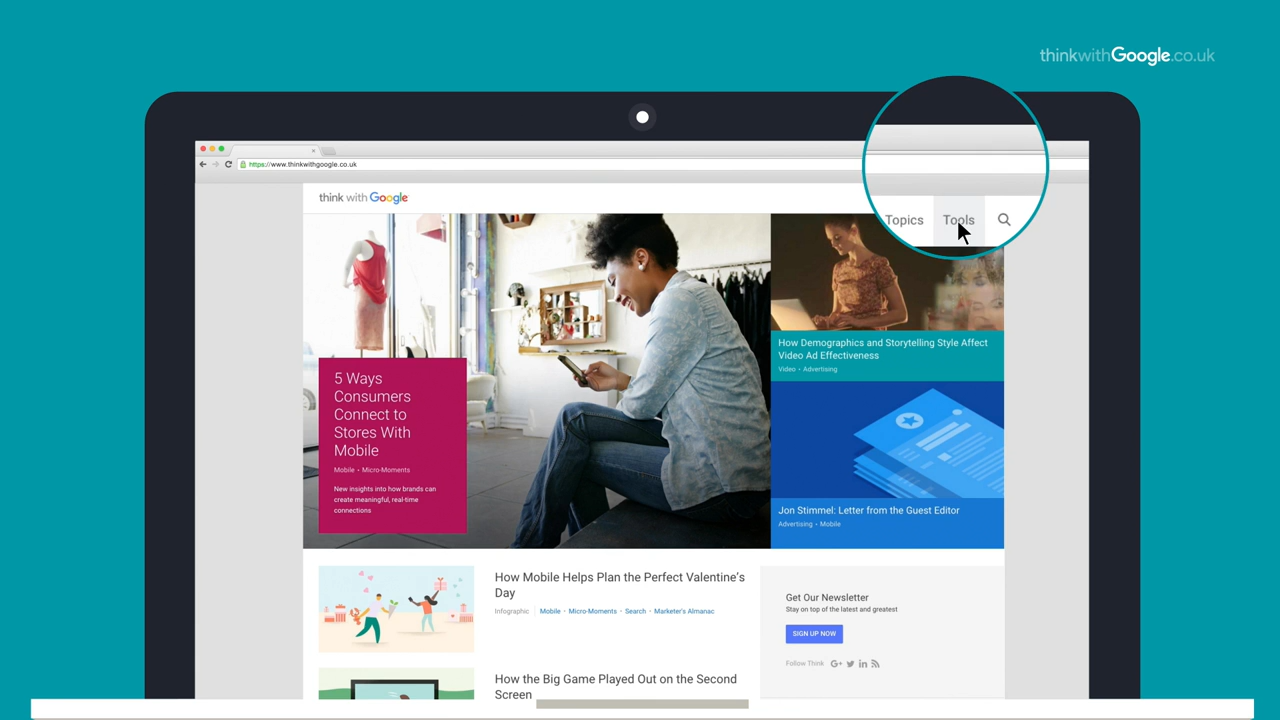 thinkwithGoogle.co.uk
https://www.thinkwithgoogle.co.uk
think with Google
Topics
Tools
5 Ways
Consumers
Connect to
Stores With
Mobile
Mobile • Micro-Moments
New insights into how brands can
create meaningful, real-time
connections
How Demographics and Storytelling Style Affect
Video Ad Effectiveness
Video • Advertising
Jon Stimmel: Letter from the Guest Editor
Advertising • Mobile
How Mobile Helps Plan the Perfect Valentine's
Day
Infographic | Mobile • Micro-Moments • Search • Marketer's Almanac
How the Big Game Played Out on the Second
Screen
Get Our Newsletter
Stay on top of the latest and greatest
SIGN UP NOW
Follow Think G+ in